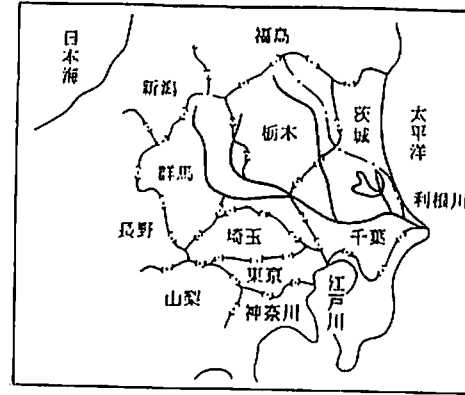 日本海
福島
新潟
栃木
茨城
太平洋
群馬
利根川
長野
埼玉
千葉
東京
江戸川
山梨
神奈川